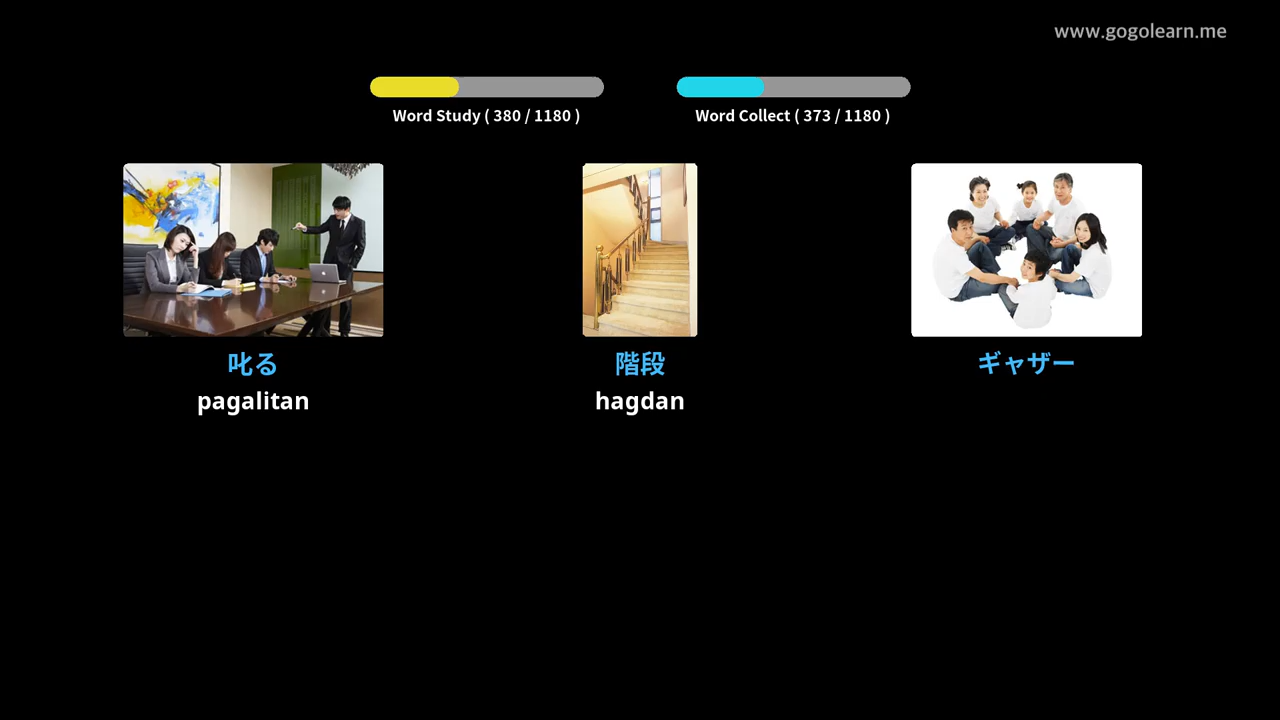 www.gogolearn.me
Word Study ( 380 / 1180 )
Word Collect ( 373 / 1180 )
叱る
pagalitan
階段
hagdan
ギャザー